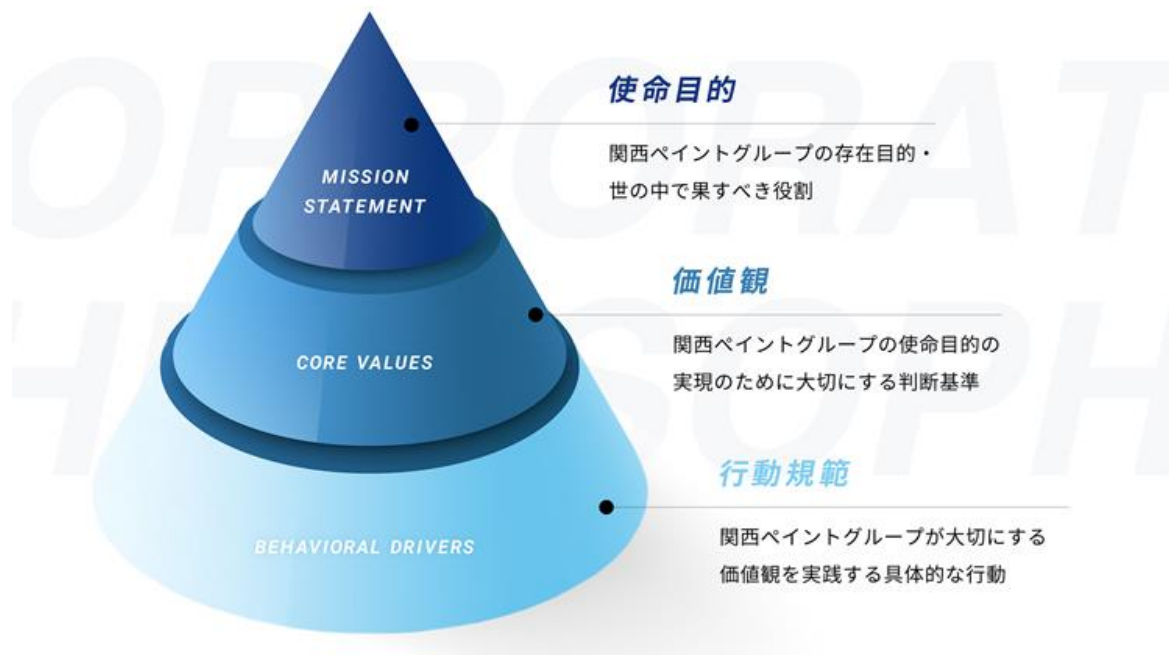 MISSION
STATEMENT
使命目的
関西ペイントグループの存在目的・
世の中で果すべき役割
CORE VALUES
価値観
関西ペイントグループの使命目的の
実現のために大切にする判断基準
BEHAVIORAL DRIVERS
行動規範
関西ペイントグループが大切にする
価値観を実践する具体的な行動